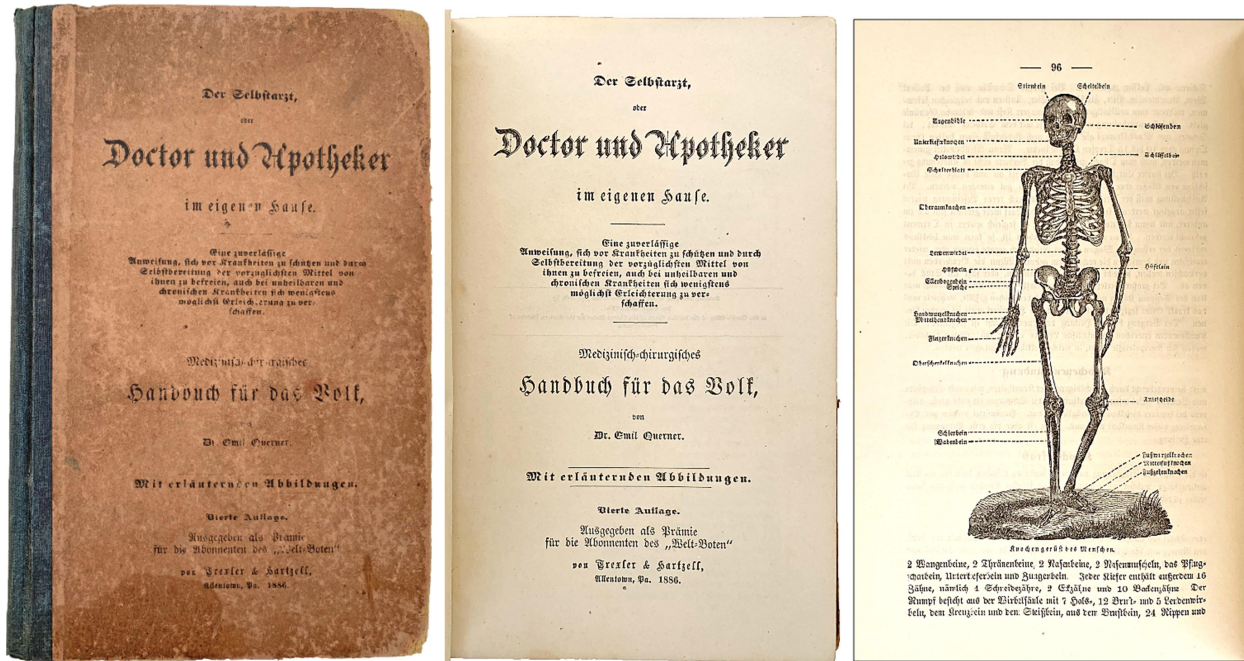 Der Selbstarzt,
oder
Doctor und Apotheker
im eigenen Hause.
Eine zuverlässige
Anweisung, sich vor Krankheiten zu schützen und durch
Selbstbereitung der vorzüglichsten Mittel von
ihnen zu befreien, auch bei unheilbaren und
chronischen Krankheiten sich wenigstens
möglichst Erleichterung zu ver-
schaffen.
Medizinisch-chirurgisches
Handbuch für das Volk,
Dr. Emil Querner.
Mit erläuternden Abbildungen.
Vierte Auflage.
Ausgegeben als Prämie
für die Abonnenten des „Welt-Boten“
von Trexler & Hartzell,
Allentown, Pa. 1886.
Der Selbstarzt,
oder
Doctor und Apotheker
im eigenen Hause.
Eine zuverlässige
Anweisung, sich vor Krankheiten zu schützen und durch
Selbstbereitung der vorzüglichsten Mittel von
ihnen zu befreien, auch bei unheilbaren und
chronischen Krankheiten sich wenigstens
möglichst Erleichterung zu ver-
schaffen.
Medizinisch-chirurgisches
Handbuch für das Volk,
von
Dr. Emil Querner.
Mit erläuternden Abbildungen.
Vierte Auflage.
Ausgegeben als Prämie
für die Abonnenten des „Welt-Boten“
von Trexler & Hartzell,
Allentown, Pa. 1886.
— 96 —
Stirnbein
Scheitelbein
Augenhöhle
Schläfenbein
Unterkieferknochen
Halswirbel
Schlüsselbein
Schulterblatt
Oberarmknochen
Lendenwirbel
Hüftbein
Ellenbogenbein
Speiche
Handwurzelknochen
Mittelhandknochen
Fingerknochen
Oberschenkelknochen
Kniescheibe
Schienbein
Wadenbein
Fußwurzelknochen
Mittelfußknochen
Fußzehenknochen
Knochengerüst des Menschen.
2 Wangenbeine, 2 Thränenbeine, 2 Nasenbeine, 2 Nasenmuscheln, das Pflug-
scharbein, Unterkieferbein und Zungenbein. Jeder Kiefer enthält außerdem 16
Zähne, nämlich 4 Schneidezähne, 2 Eckzähne und 10 Backenzähne. Der
Rumpf besteht aus der Wirbelsäule mit 7 Hals-, 12 Brust- und 5 Lendenwir-
beln, dem Kreuzbein und dem Steißbein, aus dem Brustbein, 24 Rippen und